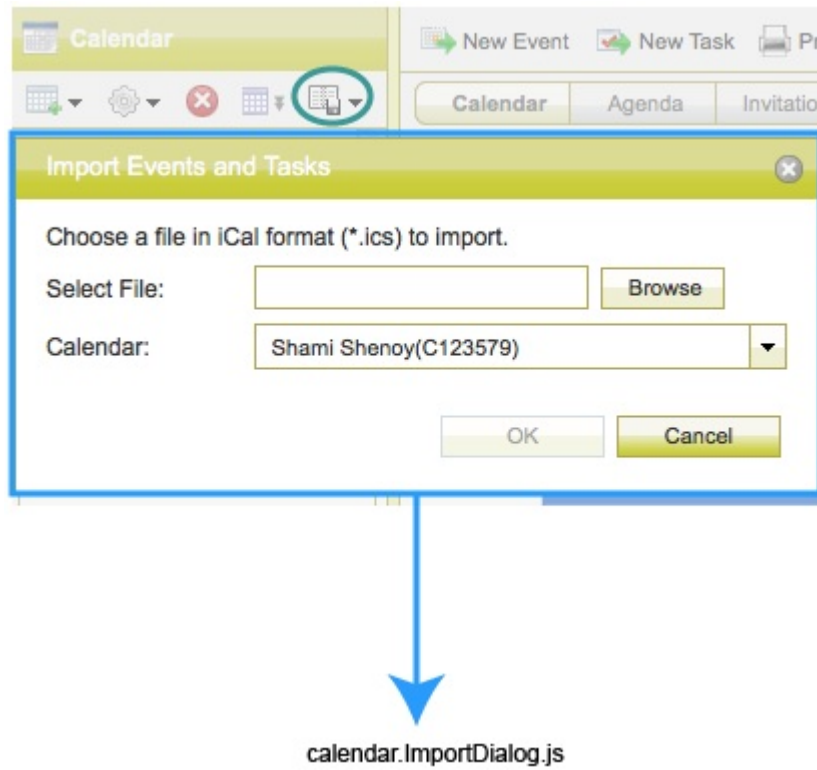 Calendar
New Event New Task
Calendar Agenda
Import Events and Tasks
Choose a file in iCal format (*.ics) to import.
Select File: Browse
Calendar: Shami Shenoy(C123579)
OK Cancel
calendar.ImportDialog.js